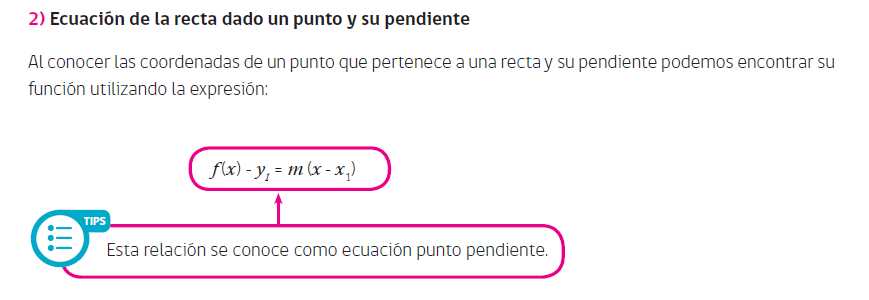 2) Ecuación de la recta dado un punto y su pendiente
Al conocer las coordenadas de un punto que pertenece a una recta y su pendiente podemos encontrar su
función utilizando la expresión:
f(x) - y₁ = m (x - x₁)
TIPS
Esta relación se conoce como ecuación punto pendiente.